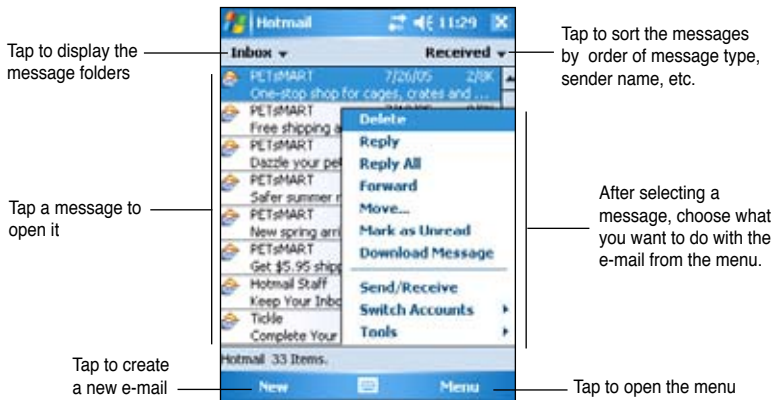 Hotmail 11:29
Tap to display the
message folders
Inbox
Received
Tap to sort the messages
by order of message type,
sender name, etc.
PETsMART 7/26/05 2/8K
One-stop shop for cages, crates and ...
PETsMART
Free shipping a
PETsMART
Dazzle your pe
PETsMART
Safer summer r
PETsMART
New spring arri
PETsMART
Get $5.95 ship
Hotmail Staff
Keep Your Inbo
Tickle
Complete Your
Delete
Reply
Reply All
Forward
Move...
Mark as Unread
Download Message
Send/Receive
Switch Accounts
Tools
Tap a message to
open it
After selecting a
message, choose what
you want to do with the
e-mail from the menu.
Hotmail 33 Items.
Tap to create
a new e-mail
New
Menu
Tap to open the menu